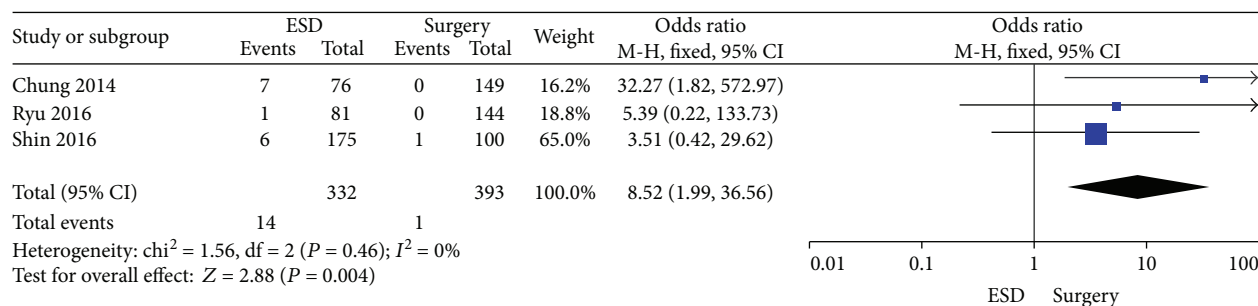 Study or subgroup ESD Surgery Weight Odds ratio Odds ratio
Events Total Events Total M-H, fixed, 95% CI M-H, fixed, 95% CI
Chung 2014 7 76 0 149 16.2% 32.27 (1.82, 572.97)
Ryu 2016 1 81 0 144 18.8% 5.39 (0.22, 133.73)
Shin 2016 6 175 1 100 65.0% 3.51 (0.42, 29.62)
Total (95% CI) 332 393 100.0% 8.52 (1.99, 36.56)
Total events 14 1
Heterogeneity: chi² = 1.56, df = 2 (P = 0.46); I² = 0%
Test for overall effect: Z = 2.88 (P = 0.004)
0.01 0.1 1 10 100
ESD Surgery